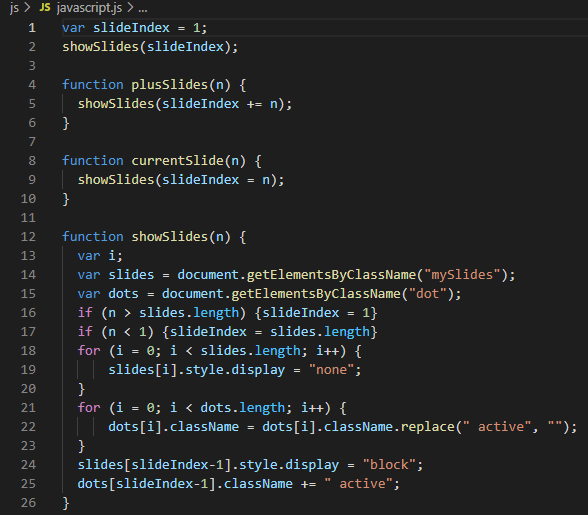 js > JS javascript.js > ...
1 var slideIndex = 1;
2 showSlides(slideIndex);
3
4 function plusSlides(n) {
5   showSlides(slideIndex += n);
6 }
7
8 function currentSlide(n) {
9   showSlides(slideIndex = n);
10 }
11
12 function showSlides(n) {
13   var i;
14   var slides = document.getElementsByClassName("mySlides");
15   var dots = document.getElementsByClassName("dot");
16   if (n > slides.length) {slideIndex = 1}
17   if (n < 1) {slideIndex = slides.length}
18   for (i = 0; i < slides.length; i++) {
19       slides[i].style.display = "none";
20   }
21   for (i = 0; i < dots.length; i++) {
22       dots[i].className = dots[i].className.replace(" active", "");
23   }
24   slides[slideIndex-1].style.display = "block";
25   dots[slideIndex-1].className += " active";
26 }